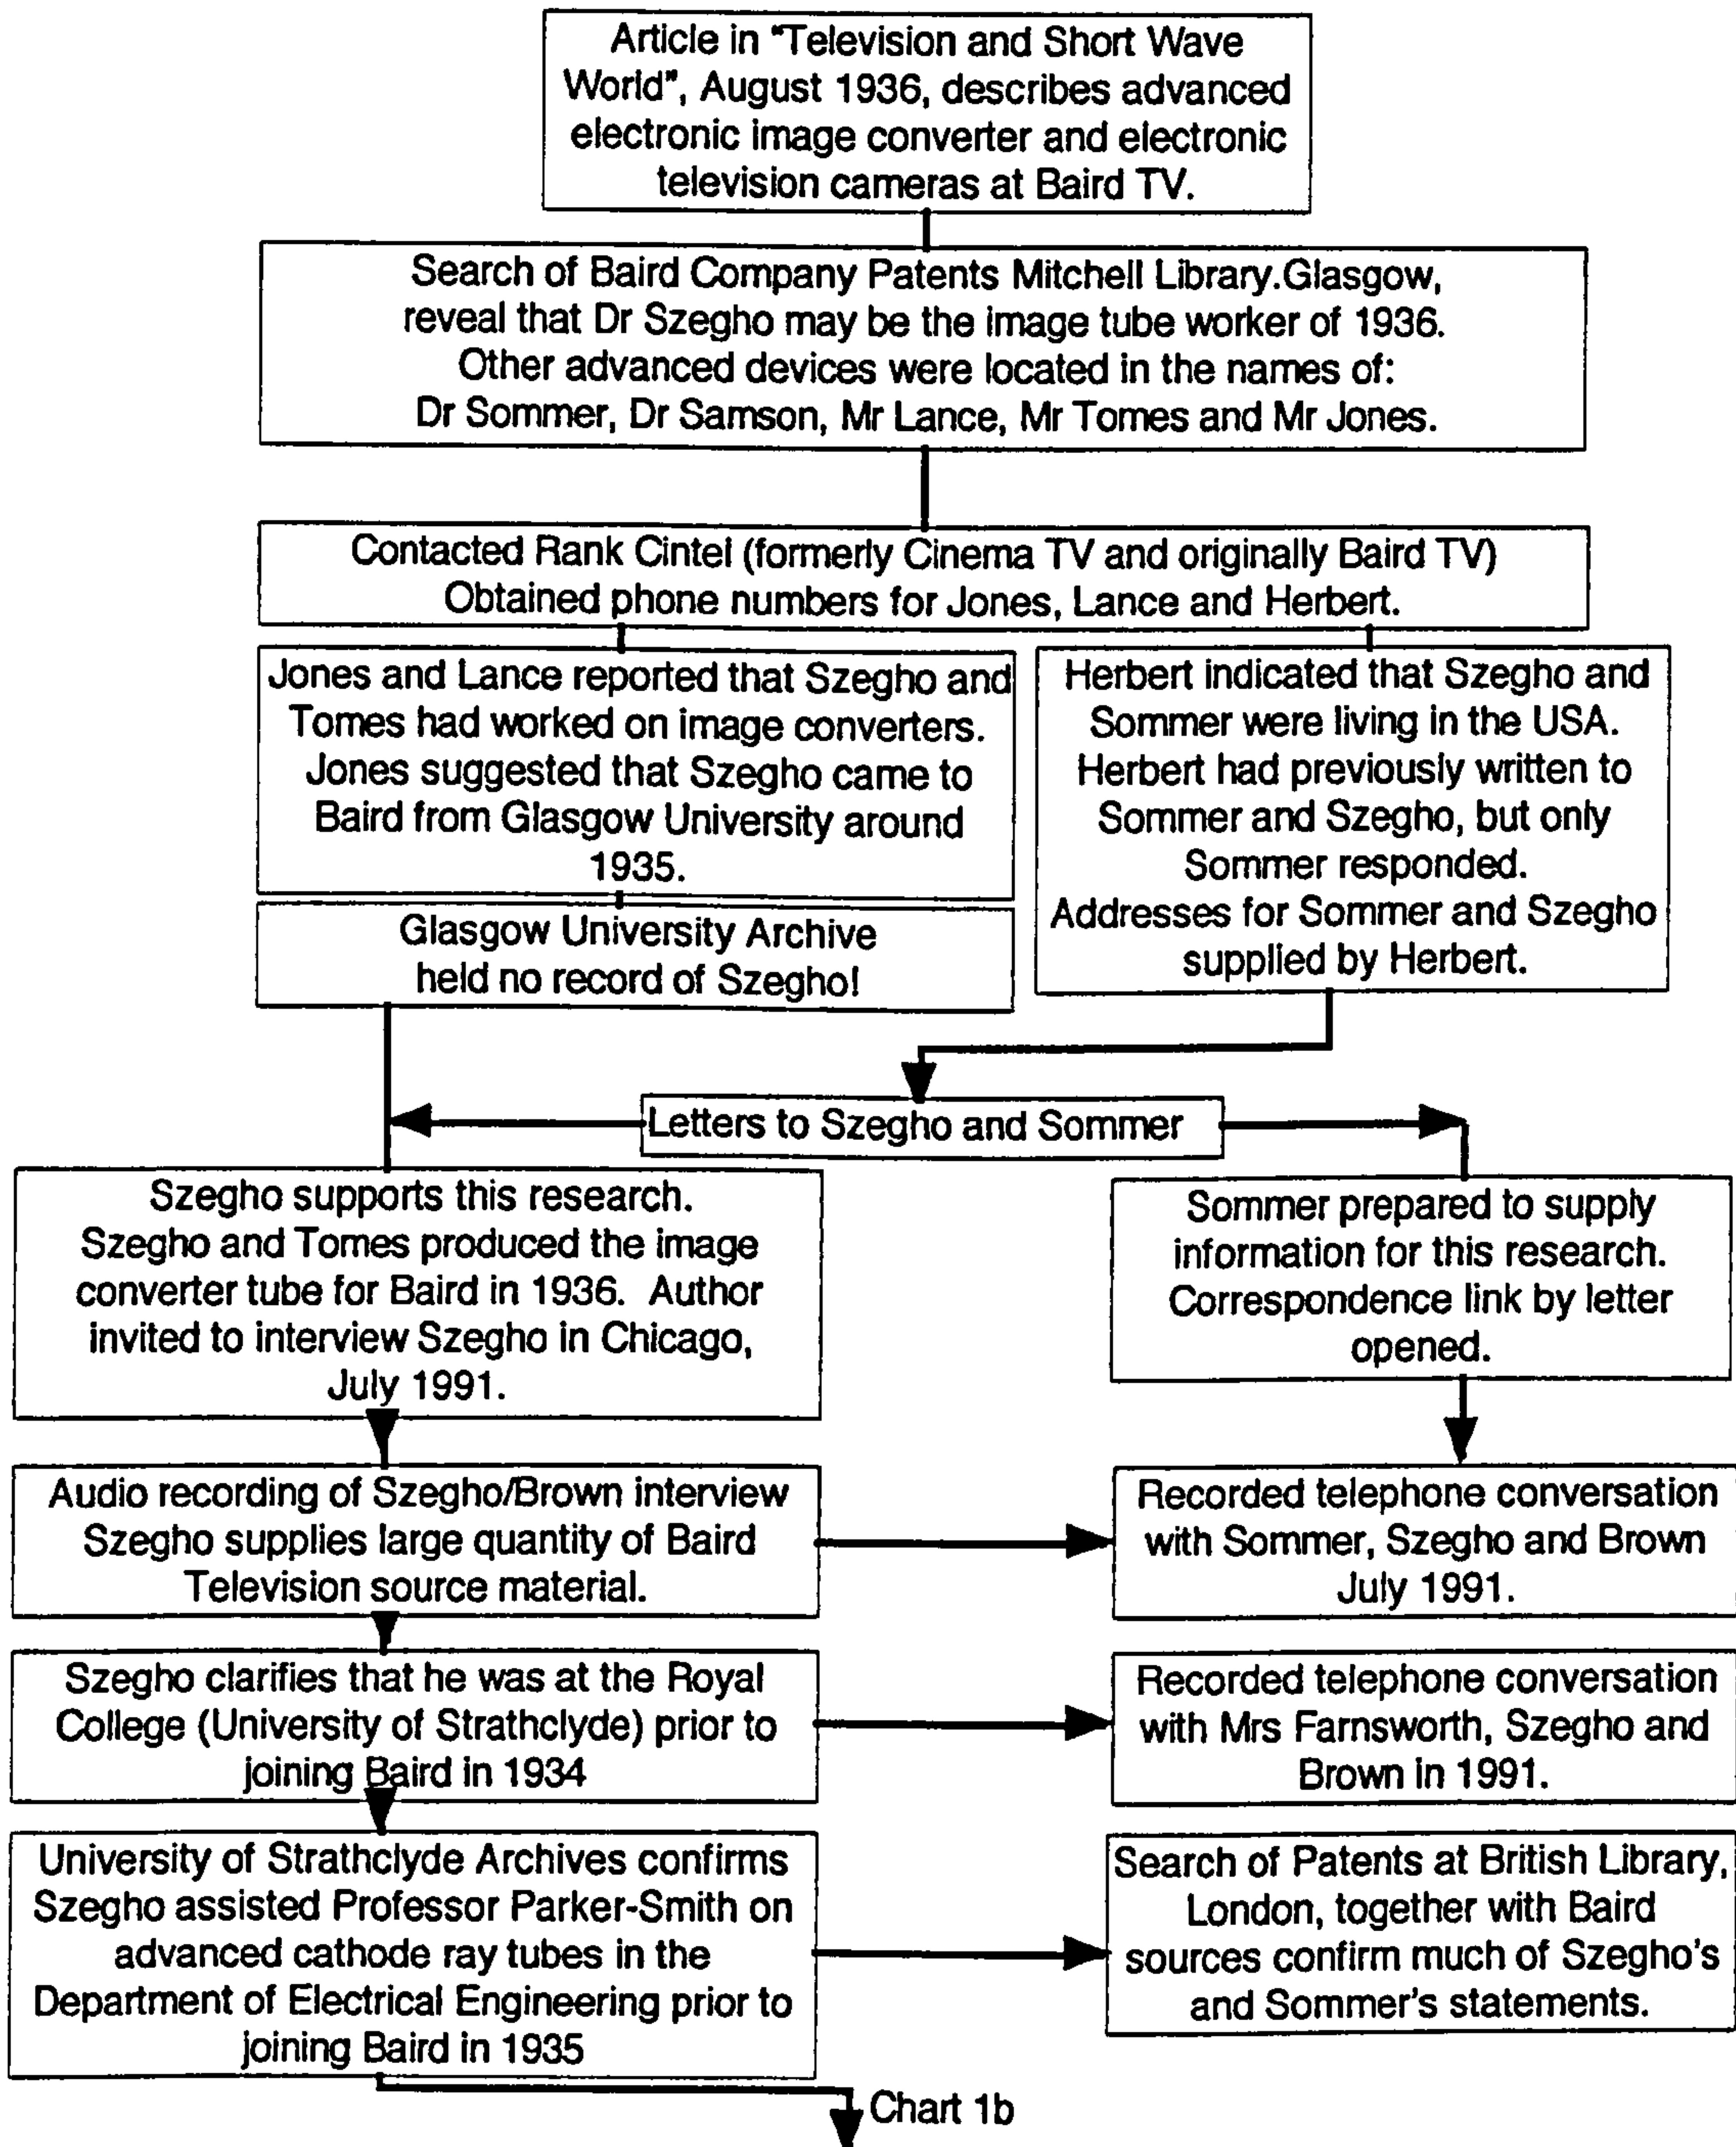 Article in "Television and Short Wave
World", August 1936, describes advanced
electronic image converter and electronic
television cameras at Baird TV.
Search of Baird Company Patents Mitchell Library.Glasgow,
reveal that Dr Szegho may be the image tube worker of 1936.
Other advanced devices were located in the names of:
Dr Sommer, Dr Samson, Mr Lance, Mr Tomes and Mr Jones.
Contacted Rank Cintel (formerly Cinema TV and originally Baird TV)
Obtained phone numbers for Jones, Lance and Herbert.
Jones and Lance reported that Szegho and
Tomes had worked on image converters.
Jones suggested that Szegho came to
Baird from Glasgow University around
1935.
Herbert indicated that Szegho and
Sommer were living in the USA.
Herbert had previously written to
Sommer and Szegho, but only
Sommer responded.
Addresses for Sommer and Szegho
supplied by Herbert.
Glasgow University Archive
held no record of Szegho!
Letters to Szegho and Sommer
Szegho supports this research.
Szegho and Tomes produced the image
converter tube for Baird in 1936. Author
invited to interview Szegho in Chicago,
July 1991.
Sommer prepared to supply
information for this research.
Correspondence link by letter
opened.
Audio recording of Szegho/Brown interview
Szegho supplies large quantity of Baird
Television source material.
Recorded telephone conversation
with Sommer, Szegho and Brown
July 1991.
Szegho clarifies that he was at the Royal
College (University of Strathclyde) prior to
joining Baird in 1934
Recorded telephone conversation
with Mrs Farnsworth, Szegho and
Brown in 1991.
University of Strathclyde Archives confirms
Szegho assisted Professor Parker-Smith on
advanced cathode ray tubes in the
Department of Electrical Engineering prior to
joining Baird in 1935
Search of Patents at British Library,
London, together with Baird
sources confirm much of Szegho's
and Sommer's statements.
Chart 1b